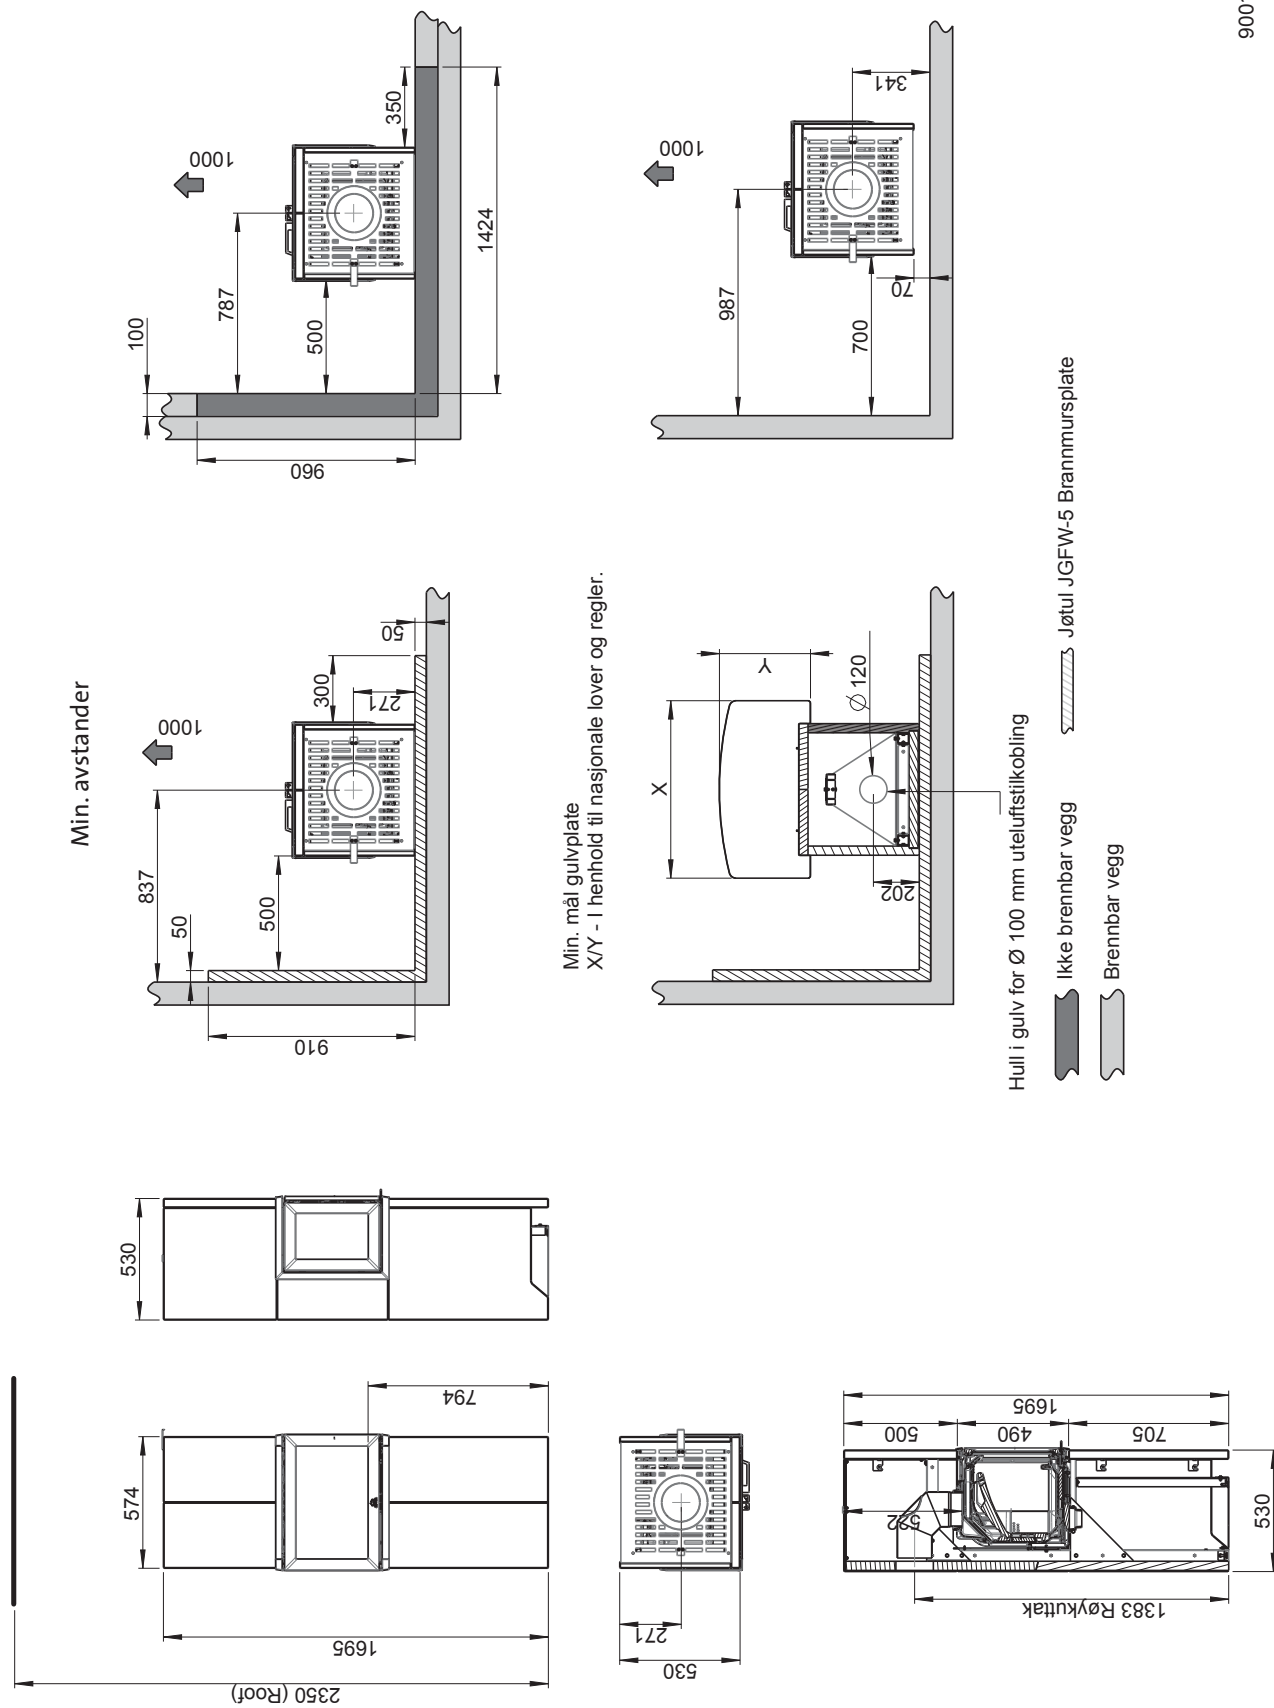 9001
Min. avstander
1000
837
50
500
910
300
271
50
100
1000
787
500
960
350
1424
Min. mål gulvplate
X/Y - I henhold til nasjonale lover og regler.
X
Y
Ø 120
202
Hull i gulv for Ø 100 mm uteluftstilkobling
1000
987
700
70
341
Ikke brennbar vegg
Brennbar vegg
Jøtul JGFW-5 Brannmursplate
2350 (Roof)
1695
574
794
530
271
530
1695
500
490
705
522
530
1383 Røykuttak